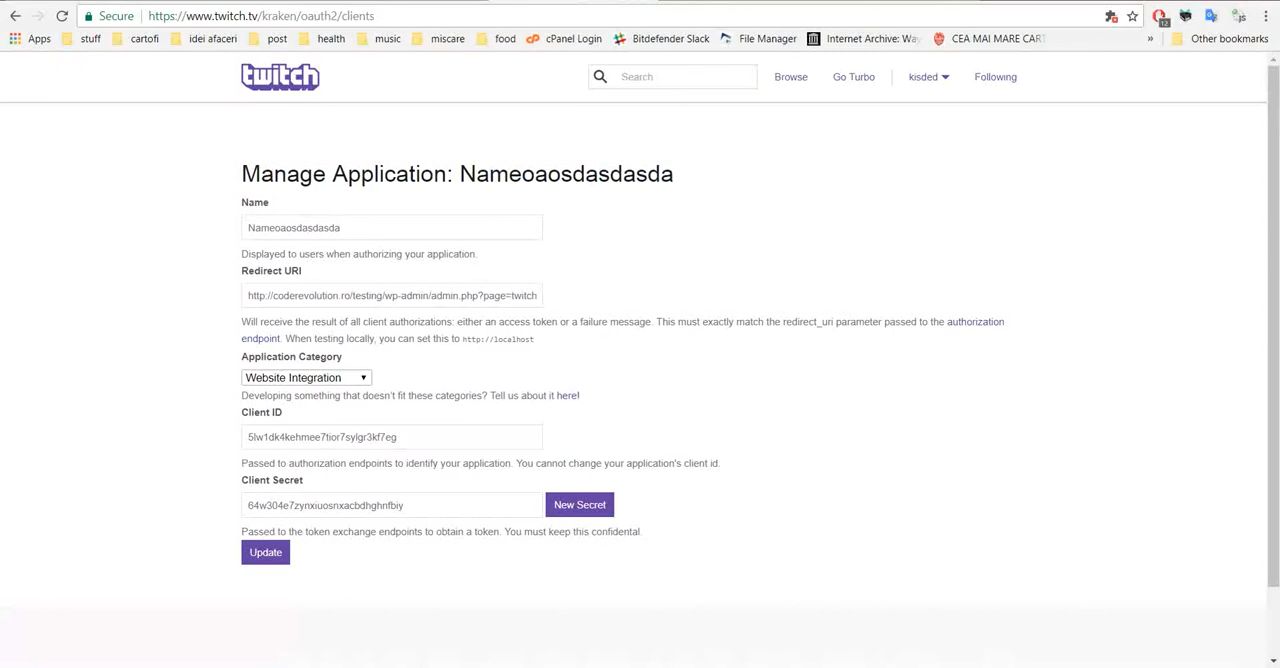 Secure https://www.twitch.tv/kraken/oauth2/clients
12
Apps stuff cartofi idei afaceri post health music miscare food cPanel Login Bitdefender Slack File Manager Internet Archive: Way CEA MAI MARE CART » Other bookmarks
twitch Search Browse Go Turbo kisded Following
Manage Application: Nameoaosdasdasda
Name
Nameoaosdasdasda
Displayed to users when authorizing your application.
Redirect URI
http://coderevolution.ro/testing/wp-admin/admin.php?page=twitch
Will receive the result of all client authorizations: either an access token or a failure message. This must exactly match the redirect_uri parameter passed to the authorization
endpoint. When testing locally, you can set this to http://localhost
Application Category
Website Integration
Developing something that doesn't fit these categories? Tell us about it here!
Client ID
5lw1dk4kehmee7tior7sylgr3kf7eg
Passed to authorization endpoints to identify your application. You cannot change your application's client id.
Client Secret
64w304e7zynxiuosnxacbdhghnfbiy New Secret
Passed to the token exchange endpoints to obtain a token. You must keep this confidental.
Update